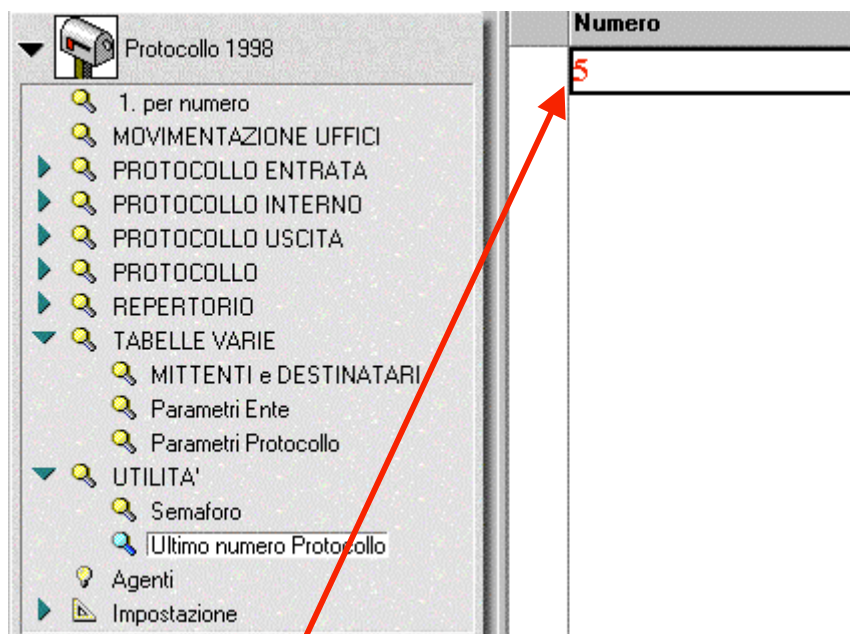 Protocollo 1998
1. per numero
MOVIMENTAZIONE UFFICI
PROTOCOLLO ENTRATA
PROTOCOLLO INTERNO
PROTOCOLLO USCITA
PROTOCOLLO
REPERTORIO
TABELLE VARIE
MITTENTI e DESTINATARI
Parametri Ente
Parametri Protocollo
UTILITA'
Semaforo
Ultimo numero Protocollo
Agenti
Impostazione
Numero
5